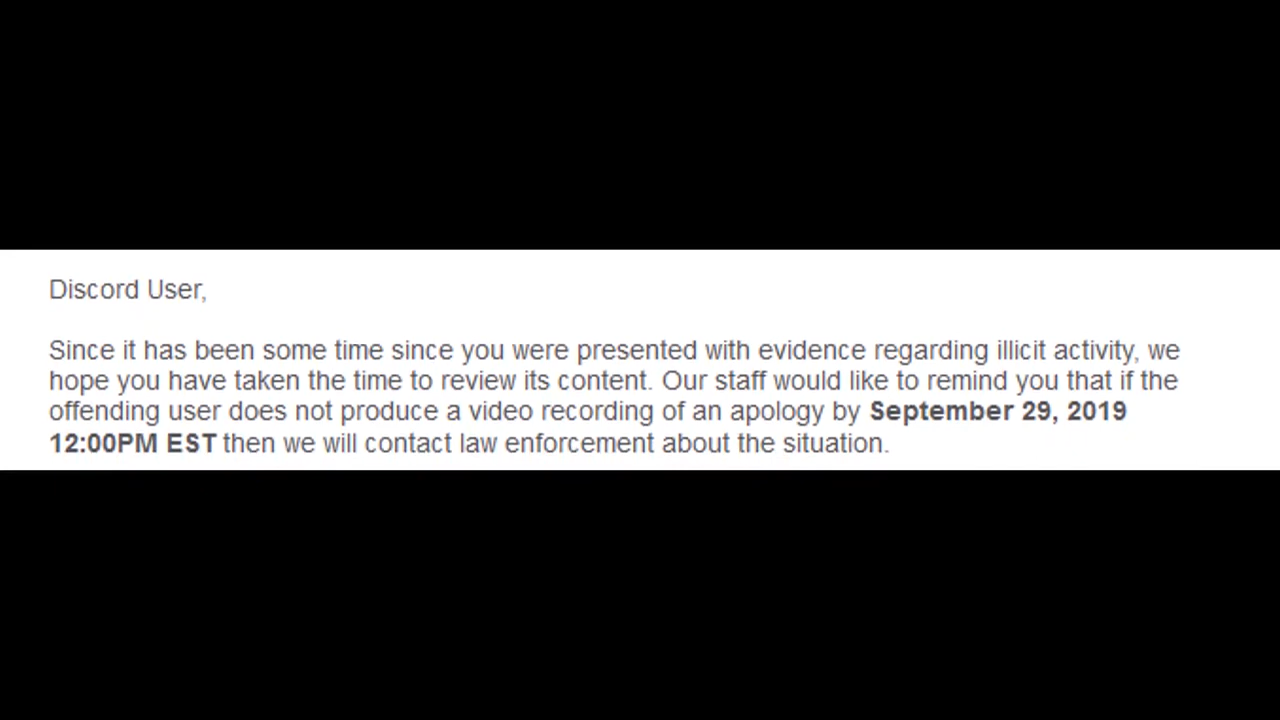 Discord User,
Since it has been some time since you were presented with evidence regarding illicit activity, we
hope you have taken the time to review its content. Our staff would like to remind you that if the
offending user does not produce a video recording of an apology by September 29, 2019
12:00PM EST then we will contact law enforcement about the situation.